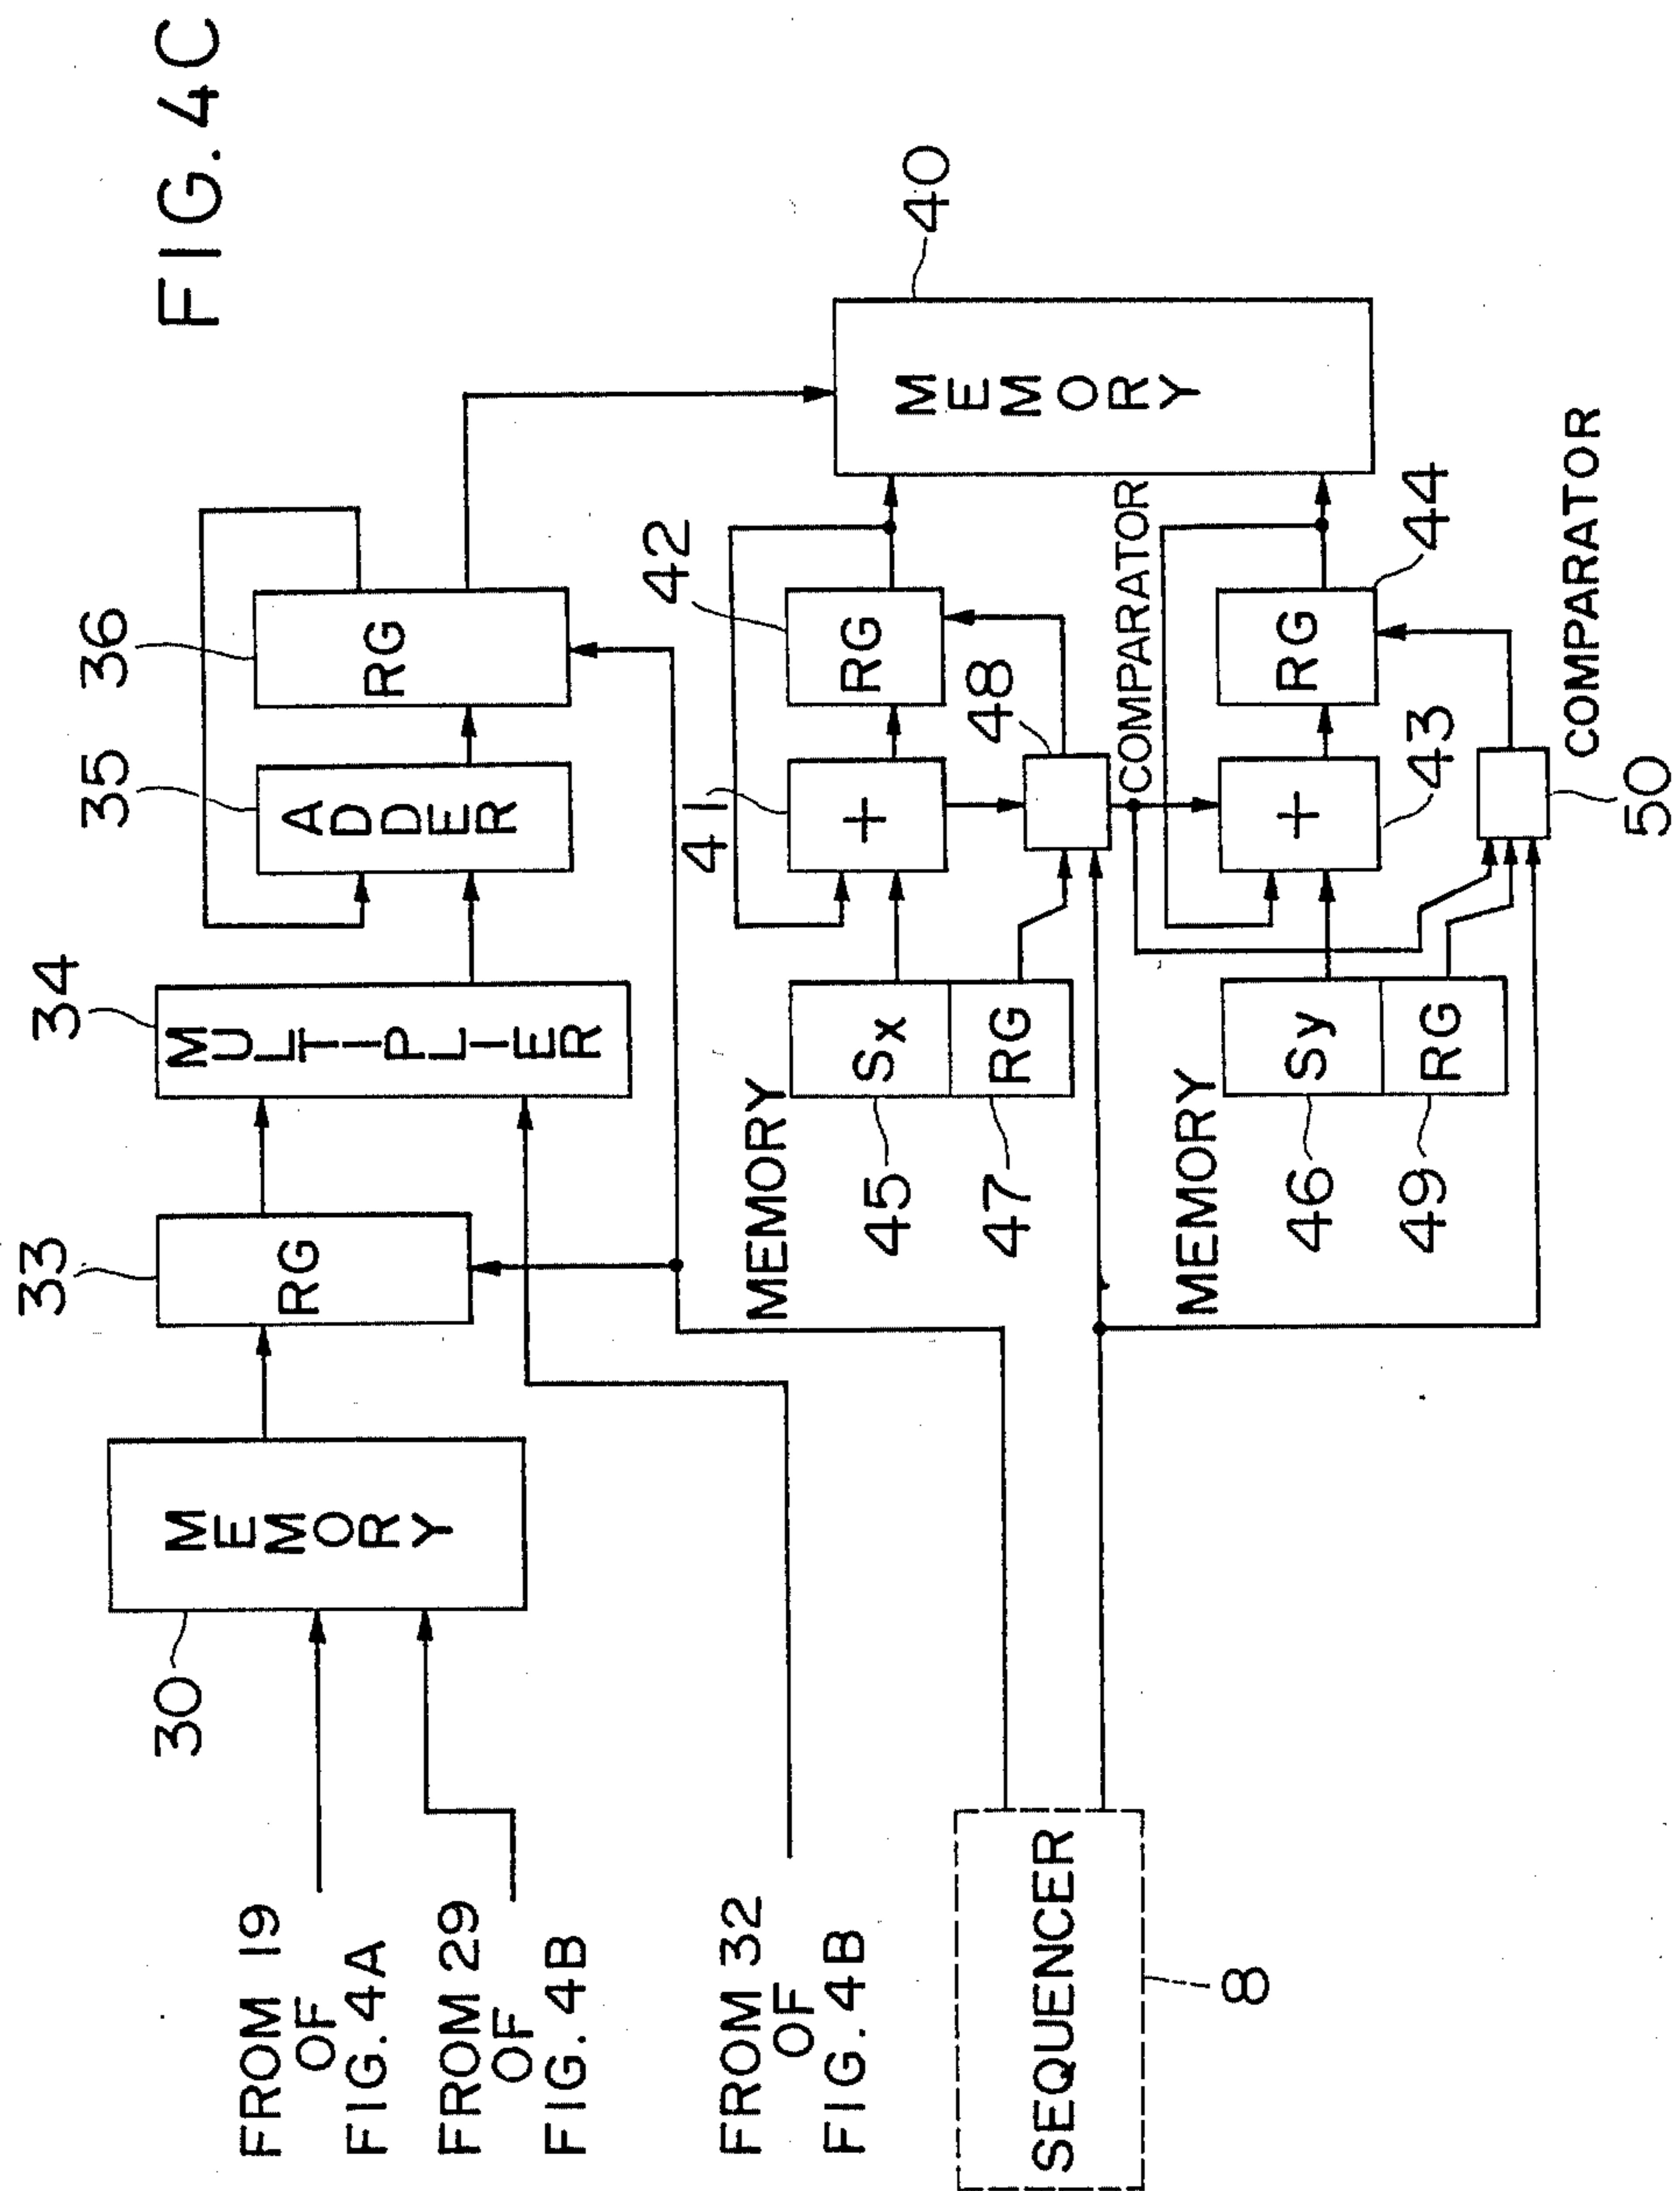 FIG. 4C
33
34
35
36
MEMORY
RG
MULTIPLIER
ADDER
RG
30
FROM 19
OF
FIG. 4A
FROM 29
OF
FIG. 4B
41
42
40
MEMORY
+
RG
MEMORY
Sx
RG
45
47
48
COMPARATOR
FROM 32
OF
FIG. 4B
SEQUENCER
8
MEMORY
Sy
RG
46
49
+
RG
43
44
50
COMPARATOR